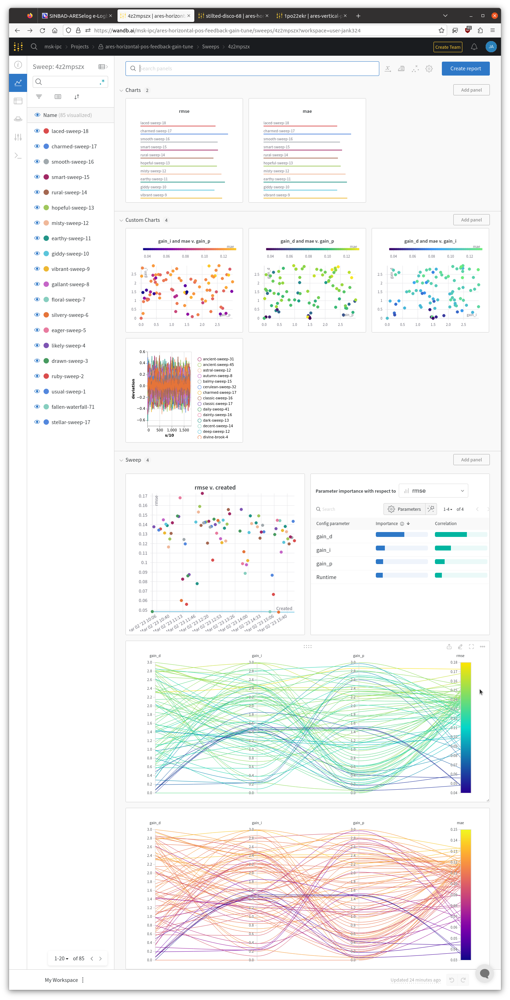 SINBAD-ARESelog e-Logb
4z2mpszx | ares-horizont
stilted-disco-68 | ares-hor
1po22ekr | ares-vertical-p
https://wandb.ai/msk-ipc/ares-horizontal-pos-feedback-gain-tune/sweeps/4z2mpszx?workspace=user-jank324
45
msk-ipc > Projects > ares-horizontal-pos-feedback-gain-tune > Sweeps > 4z2mpszx
Create Team
JA
Sweep: 4z2mpszx
.*
Name (85 visualized)
laced-sweep-18
charmed-sweep-17
smooth-sweep-16
smart-sweep-15
rural-sweep-14
hopeful-sweep-13
misty-sweep-12
earthy-sweep-11
giddy-sweep-10
vibrant-sweep-9
gallant-sweep-8
floral-sweep-7
silvery-sweep-6
eager-sweep-5
likely-sweep-4
drawn-sweep-3
ruby-sweep-2
usual-sweep-1
fallen-waterfall-71
stellar-sweep-17
1-20 of 85
Search panels
Create report
Charts 2
Add panel
rmse
laced-sweep-18
charmed-sweep-17
smooth-sweep-16
smart-sweep-15
rural-sweep-14
hopeful-sweep-13
misty-sweep-12
earthy-sweep-11
giddy-sweep-10
vibrant-sweep-9
mae
laced-sweep-18
charmed-sweep-17
smooth-sweep-16
smart-sweep-15
rural-sweep-14
hopeful-sweep-13
misty-sweep-12
earthy-sweep-11
giddy-sweep-10
vibrant-sweep-9
Custom Charts 4
Add panel
gain_i and mae v. gain_p
mae
0.04 0.06 0.08 0.10 0.12
gain_i
2.5
2
1.5
1
0.5
0
gain_p
0.0 0.5 1.0 1.5 2.0 2.5
gain_d and mae v. gain_p
mae
0.04 0.06 0.08 0.10 0.12
gain_d
2.5
2
1.5
1
0.5
0
gain_p
0.0 0.5 1.0 1.5 2.0 2.5
gain_d and mae v. gain_i
mae
0.04 0.06 0.08 0.10 0.12
gain_d
2.5
2
1.5
1
0.5
0
gain_i
0.0 0.5 1.0 1.5 2.0 2.5
deviation
0.6
0.4
0.2
0.0
−0.2
−0.4
−0.6
0 500 1,000 1,500
s/10
ancient-sweep-31
ancient-sweep-45
astral-sweep-12
autumn-sweep-8
balmy-sweep-15
cerulean-sweep-32
charmed-sweep-17
classic-sweep-16
classic-sweep-17
daily-sweep-41
dainty-sweep-16
dark-sweep-13
decent-sweep-14
deep-sweep-12
divine-brook-4
Sweep 4
Add panel
rmse v. created
rmse
0.17
0.16
0.15
0.14
0.13
0.12
0.11
0.1
0.09
0.08
0.07
0.06
0.05
Created
Mar 02 '23 10:06
Mar 02 '23 10:40
Mar 02 '23 11:13
Mar 02 '23 11:46
Mar 02 '23 12:20
Mar 02 '23 12:53
Mar 02 '23 13:26
Mar 02 '23 14:00
Mar 02 '23 14:33
Mar 02 '23 15:06
Mar 02 '23 15:40
Parameter importance with respect to rmse
Search
Parameters
1-4 of 4
Config parameter Importance Correlation
gain_d
gain_i
gain_p
Runtime
gain_d gain_i gain_p rmse
3.0 3.0 3.0 0.18
2.8 2.8 2.8 0.17
2.6 2.6 2.6 0.16
2.4 2.4 2.4 0.15
2.2 2.2 2.2 0.14
2.0 2.0 2.0 0.13
1.8 1.8 1.8 0.12
1.6 1.6 1.6 0.11
1.4 1.4 1.4 0.10
1.2 1.2 1.2 0.09
1.0 1.0 1.0 0.08
0.8 0.8 0.8 0.07
0.6 0.6 0.6 0.06
0.4 0.4 0.4 0.05
0.2 0.2 0.2 0.04
0.0 0.0 0.0
gain_d gain_i gain_p mae
3.0 3.0 3.0 0.15
2.8 2.8 2.8 0.14
2.6 2.6 2.6 0.13
2.4 2.4 2.4 0.12
2.2 2.2 2.2 0.11
2.0 2.0 2.0 0.10
1.8 1.8 1.8 0.09
1.6 1.6 1.6 0.08
1.4 1.4 1.4 0.07
1.2 1.2 1.2 0.06
1.0 1.0 1.0 0.05
0.8 0.8 0.8 0.04
0.6 0.6 0.6 0.03
0.4 0.4 0.4
0.2 0.2 0.2
0.0 0.0 0.0
My Workspace
Updated 24 minutes ago